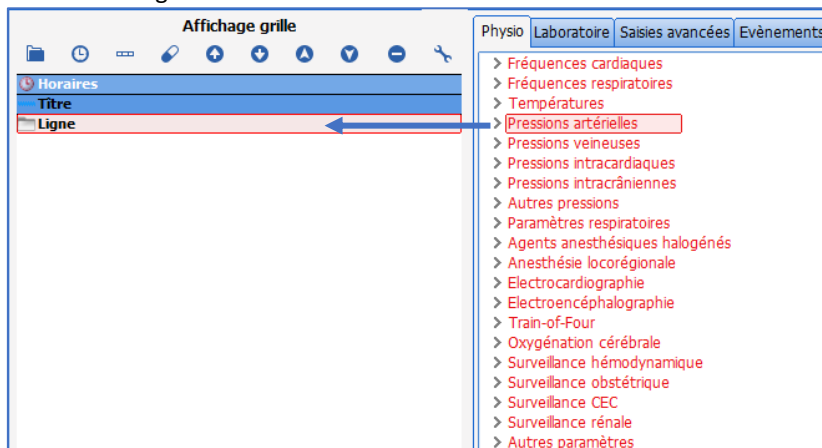 Affichage grille
Horaires
Tître
Ligne
Physio
Laboratoire
Saisies avancées
Evènements
Fréquences cardiaques
Fréquences respiratoires
Températures
Pressions artérielles
Pressions veineuses
Pressions intracardiaques
Pressions intracrâniennes
Autres pressions
Paramètres respiratoires
Agents anesthésiques halogénés
Anesthésie locorégionale
Electrocardiographie
Electroencéphalographie
Train-of-Four
Oxygénation cérébrale
Surveillance hémodynamique
Surveillance obstétrique
Surveillance CEC
Surveillance rénale
Autres paramètres